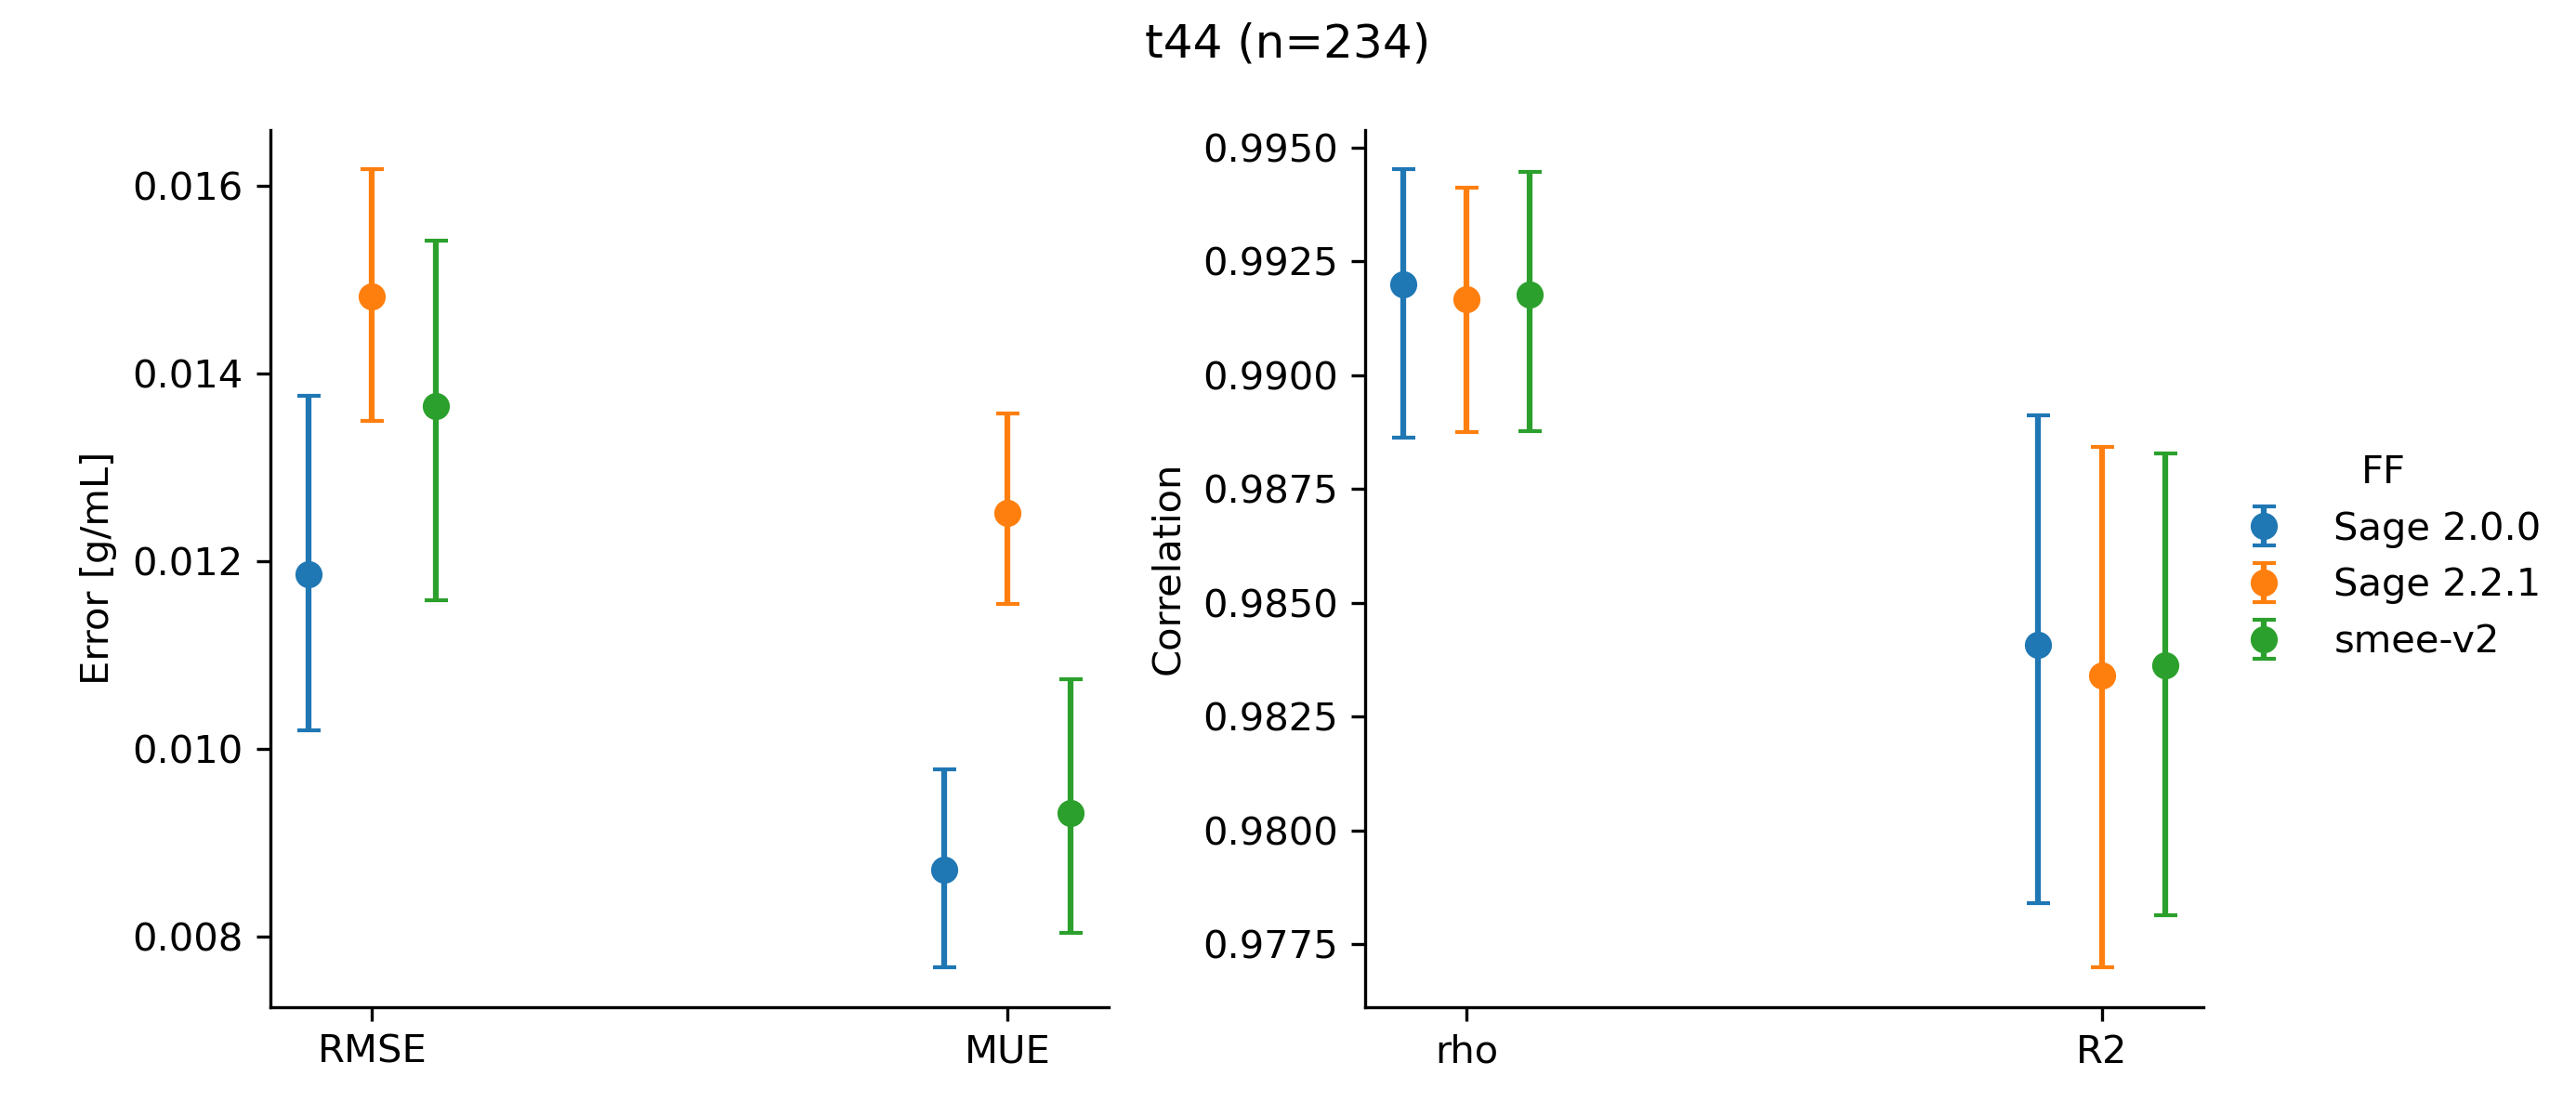 t44 (n=234)
Error [g/mL]
0.016
0.014
0.012
0.010
0.008
RMSE
MUE
Correlation
0.9950
0.9925
0.9900
0.9875
0.9850
0.9825
0.9800
0.9775
rho
R2
FF
Sage 2.0.0
Sage 2.2.1
smee-v2